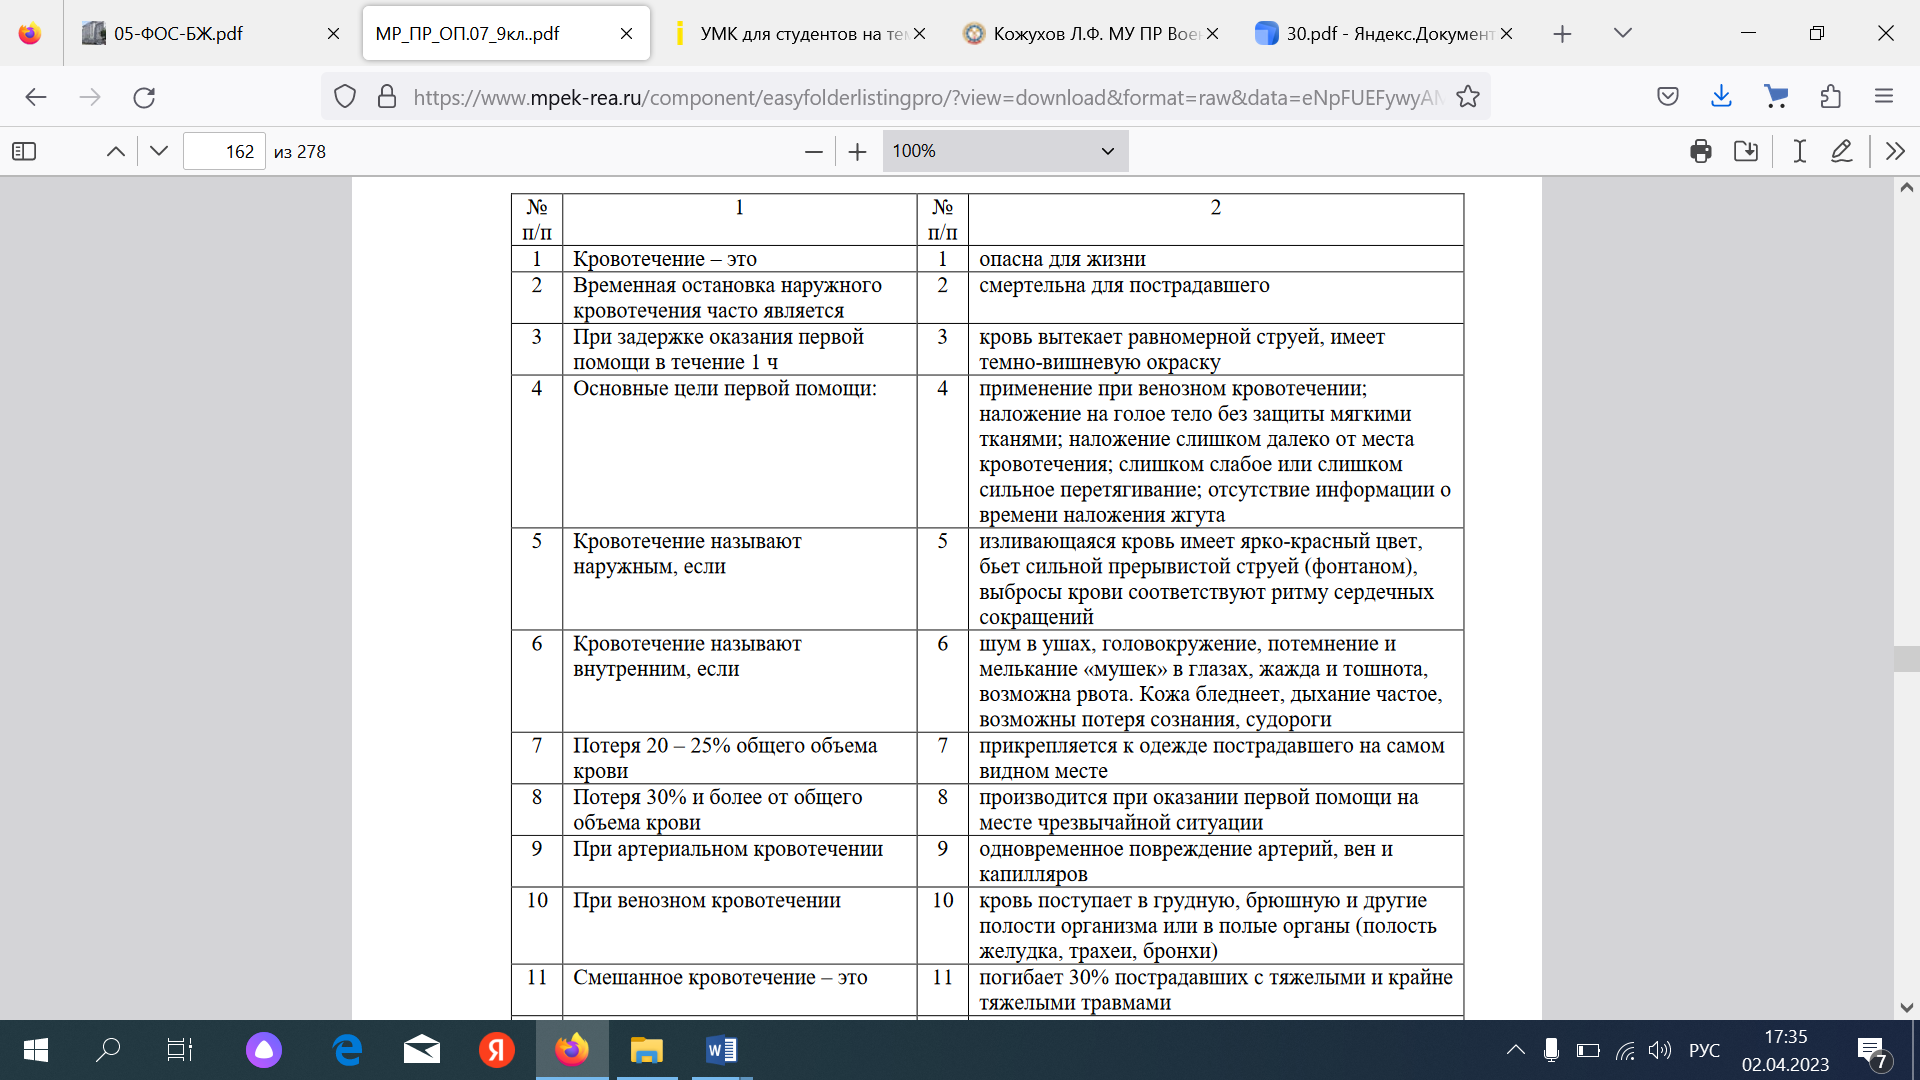 05-ФОС-БЖ.pdf
МР_ПР_ОП.07_9кл..pdf
УМК для студентов на те
Кожухов Л.Ф. МУ ПР Вое
30.pdf - Яндекс.Документ
https://www.mpek-rea.ru/component/easyfolderlistingpro/?view=download&format=raw&data=eNpFUEFywyAM
162 из 278
100%
№ п/п 1 № п/п 2
1 Кровотечение – это 1 опасна для жизни
2 Временная остановка наружного 2 смертельна для пострадавшего
кровотечения часто является
3 При задержке оказания первой 3 кровь вытекает равномерной струей, имеет
помощи в течение 1 ч темно-вишневую окраску
4 Основные цели первой помощи: 4 применение при венозном кровотечении;
наложение на голое тело без защиты мягкими
тканями; наложение слишком далеко от места
кровотечения; слишком слабое или слишком
сильное перетягивание; отсутствие информации о
времени наложения жгута
5 Кровотечение называют 5 изливающаяся кровь имеет ярко-красный цвет,
наружным, если бьет сильной прерывистой струей (фонтаном),
выбросы крови соответствуют ритму сердечных
сокращений
6 Кровотечение называют 6 шум в ушах, головокружение, потемнение и
внутренним, если мелькание «мушек» в глазах, жажда и тошнота,
возможна рвота. Кожа бледнеет, дыхание частое,
возможны потеря сознания, судороги
7 Потеря 20 – 25% общего объема 7 прикрепляется к одежде пострадавшего на самом
крови видном месте
8 Потеря 30% и более от общего 8 производится при оказании первой помощи на
объема крови месте чрезвычайной ситуации
9 При артериальном кровотечении 9 одновременное повреждение артерий, вен и
капилляров
10 При венозном кровотечении 10 кровь поступает в грудную, брюшную и другие
полости организма или в полые органы (полость
желудка, трахеи, бронхи)
11 Смешанное кровотечение – это 11 погибает 30% пострадавших с тяжелыми и крайне
тяжелыми травмами
РУС
17:35
02.04.2023
7